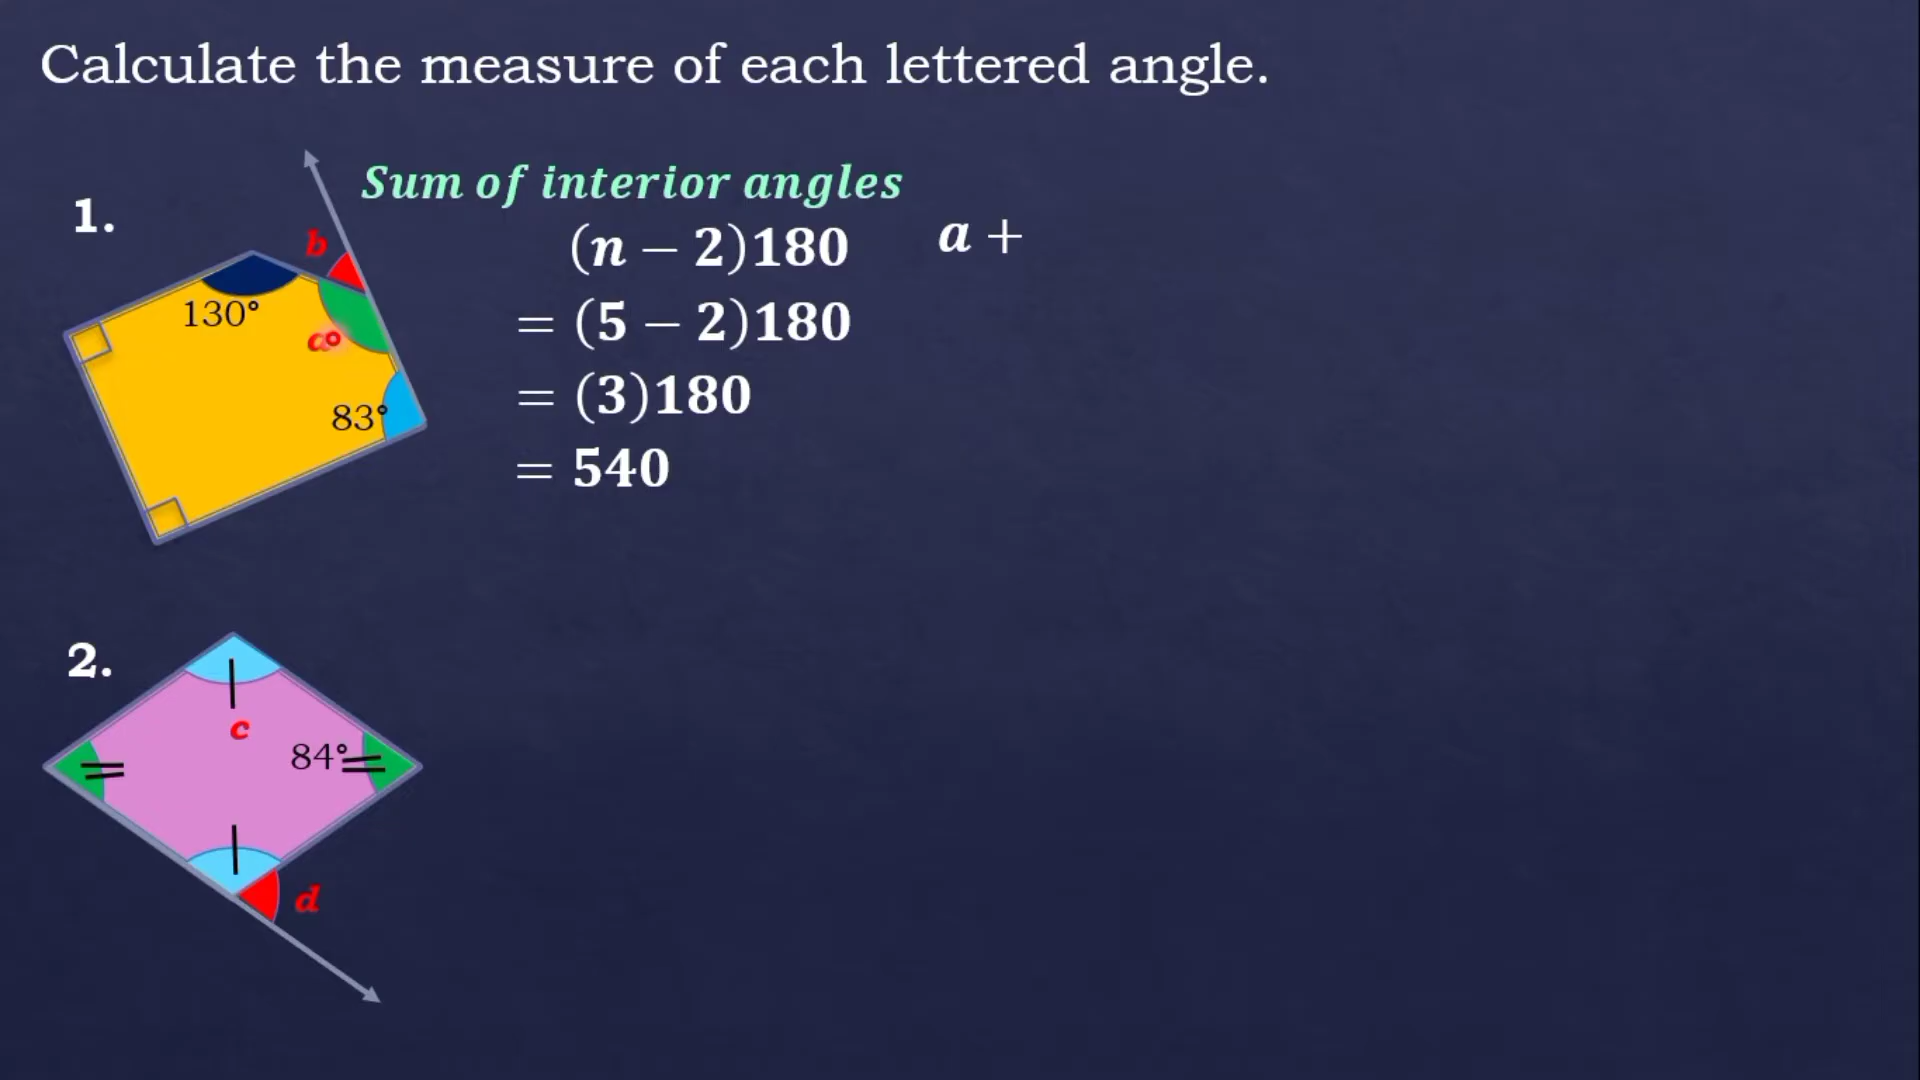 Calculate the measure of each lettered angle.
1.
Sum of interior angles
b
(n − 2)180
a +
130°
= (5 − 2)180
a°
= (3)180
83°
= 540
2.
c
84°
d